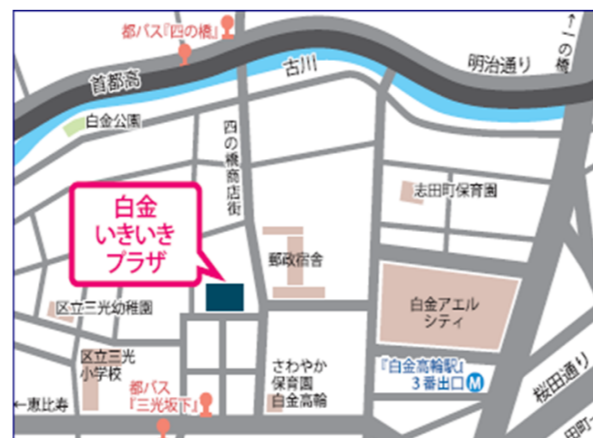 都バス『四の橋』
↑一の橋
明治通り
首都高
古川
白金公園
四の橋商店街
志田町保育園
白金
いきいき
プラザ
郵政宿舎
白金アエル
シティ
区立三光幼稚園
区立三光
小学校
さわやか
保育園
白金高輪
『白金高輪駅』
3番出口M
桜田通り
都バス
『三光坂下』
←恵比寿
田町